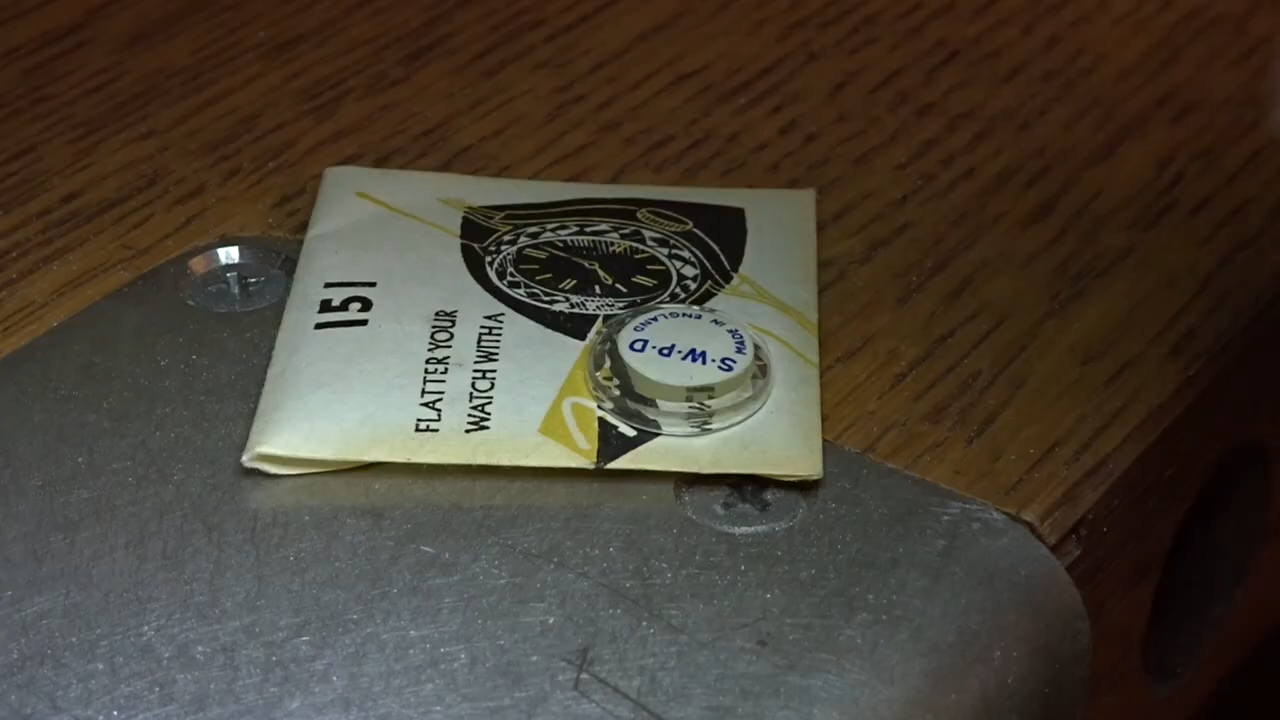 151
FLATTER YOUR
WATCH WITH A
S·W·P·D
MADE IN ENGLAND